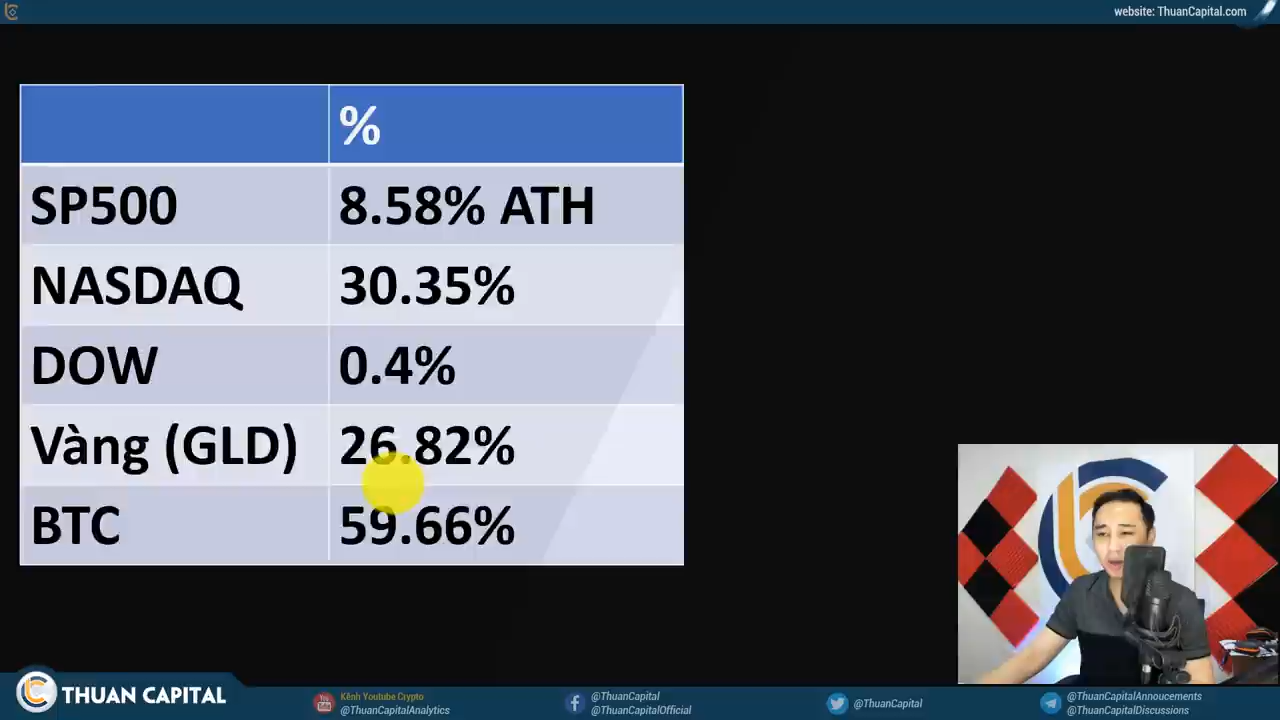 website: ThuanCapital.com
%
SP500 8.58% ATH
NASDAQ 30.35%
DOW 0.4%
Vàng (GLD) 26.82%
BTC 59.66%
THUAN CAPITAL
Kênh Youtube Crypto
@ThuanCapitalAnalytics
@ThuanCapital
@ThuanCapitalOfficial
@ThuanCapital
@ThuanCapitalAnnoucements
@ThuanCapitalDiscussions